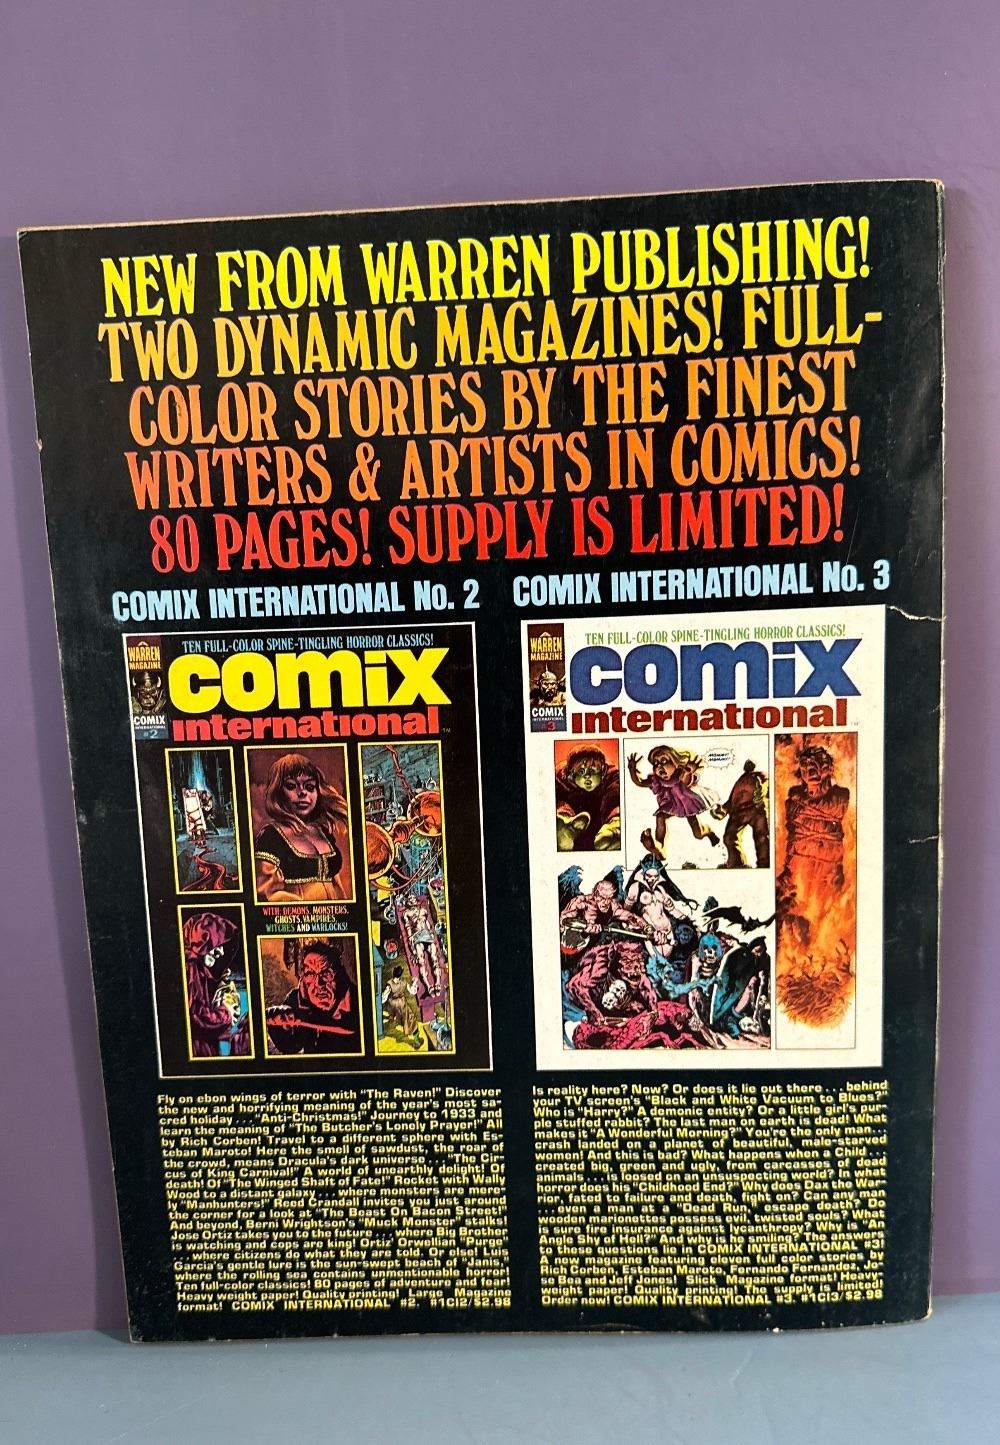 NEW FROM WARREN PUBLISHING!
TWO DYNAMIC MAGAZINES! FULL-
COLOR STORIES BY THE FINEST
WRITERS & ARTISTS IN COMICS!
80 PAGES! SUPPLY IS LIMITED!
COMIX INTERNATIONAL No. 2
TEN FULL-COLOR SPINE-TINGLING HORROR CLASSICS!
WARREN
MAGAZINE
comix
international™
COMIX
INTERNATIONAL
#2
WITH: DEMONS, MONSTERS,
GHOSTS, VAMPIRES,
WITCHES AND WARLOCKS!
Fly on ebon wings of terror with "The Raven!" Discover
the new and horrifying meaning of the year's most sa-
cred holiday . . . "Anti-Christmas!" Journey to 1933 and
learn the meaning of "The Butcher's Lonely Prayer!" All
by Rich Corben! Travel to a different sphere with Es-
teban Maroto! Here the smell of sawdust, the roar of
the crowd, means Dracula's dark universe . . . "The Cir-
cus of King Carnival!" A world of unearthly delight! Of
death Of "The Winged Shaft of Fate!" Rocket with Wally
Wood to a distant galaxy . . . where monsters are mere-
ly "Manhunters!" Reed Crandall invites you just around
the corner for a look at "The Beast On Bacon Street!"
And beyond, Berni Wrightson's "Muck Monster" stalks!
Jose Ortiz takes you to the future . . . where Big Brother
is watching and cops are king! Ortiz' Orwellian "Purge"
. . . where citizens do what they are told. Or else! Luis
Garcia's gentle lure is the sun-swept beach of "Janis,"
where the rolling sea contains unmentionable horror!
Ten full-color classics! 80 pages of adventure and fear!
Heavy weight paper! Quality printing! Large Magazine
format! COMIX INTERNATIONAL #2. #1CI2/$2.98
COMIX INTERNATIONAL No. 3
TEN FULL-COLOR SPINE-TINGLING HORROR CLASSICS!
WARREN
MAGAZINE
comix
international™
COMIX
INTERNATIONAL
#3
MOMMY!
MOMMY!
Is reality here? Now? Or does it lie out there . . . behind
your TV screen's "Black and White Vacuum to Blues?"
Who is "Harry?" A demonic entity? Or a little girl's pur-
ple stuffed rabbit? The last man on earth is dead! What
makes it "A Wonderful Morning?" You're the only man,
crash landed on a planet of beautiful, male-starved
women! And this is bad? What happens when a Child . . .
created big, green and ugly, from carcasses of dead
animals . . . is loosed on an unsuspecting world? In what
horror does his "Childhood End?" Why does Yara the War-
rior, fated to failure and death, fight on? Can any man
. . . even a man at a "Dead Run", escape death? Do
wooden marionettes possess evil, twisted souls? What
is sure fire insurance against lycanthropy? Why is "An
Angle Shy of Hell?" And why is he smiling? The answers
to these questions lie in COMIX INTERNATIONAL #3!
A new magazine featuring eleven full color stories, by
Rich Corben, Esteban Maroto, Fernando Fernandez, Jo-
se Bea and Jeff Jones! Slick, Magazine format! Heavy
weight paper! Quality printing! The supply is limited!
Order now! COMIX INTERNATIONAL #3. #1CI3/$2.98